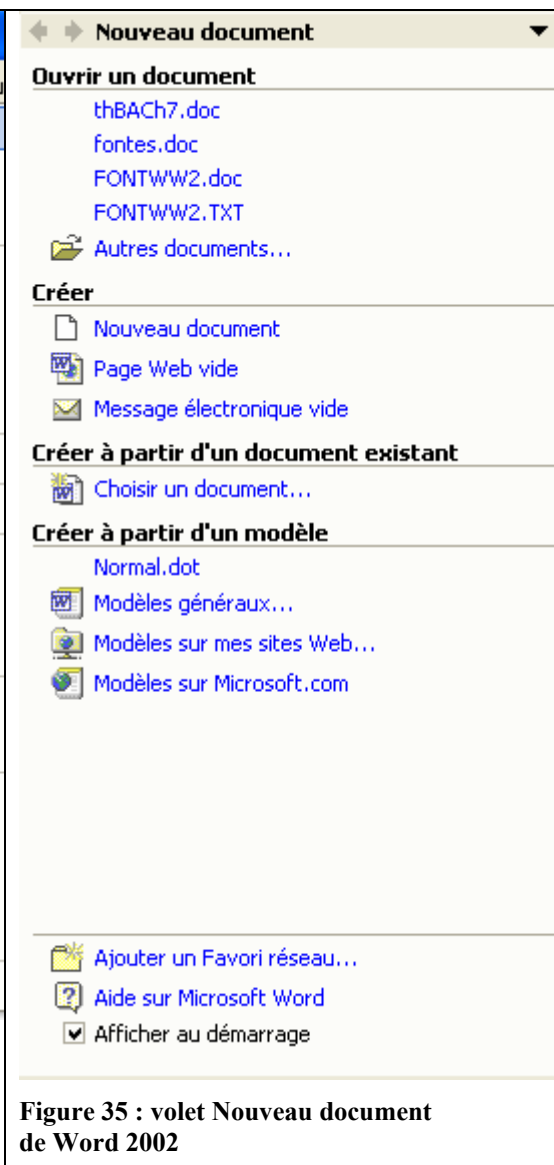 Nouveau document
Ouvrir un document
thBACh7.doc
fontes.doc
FONTWW2.doc
FONTWW2.TXT
Autres documents...
Créer
Nouveau document
Page Web vide
Message électronique vide
Créer à partir d'un document existant
Choisir un document...
Créer à partir d'un modèle
Normal.dot
Modèles généraux...
Modèles sur mes sites Web...
Modèles sur Microsoft.com
Ajouter un Favori réseau...
Aide sur Microsoft Word
Afficher au démarrage
Figure 35 : volet Nouveau document
de Word 2002